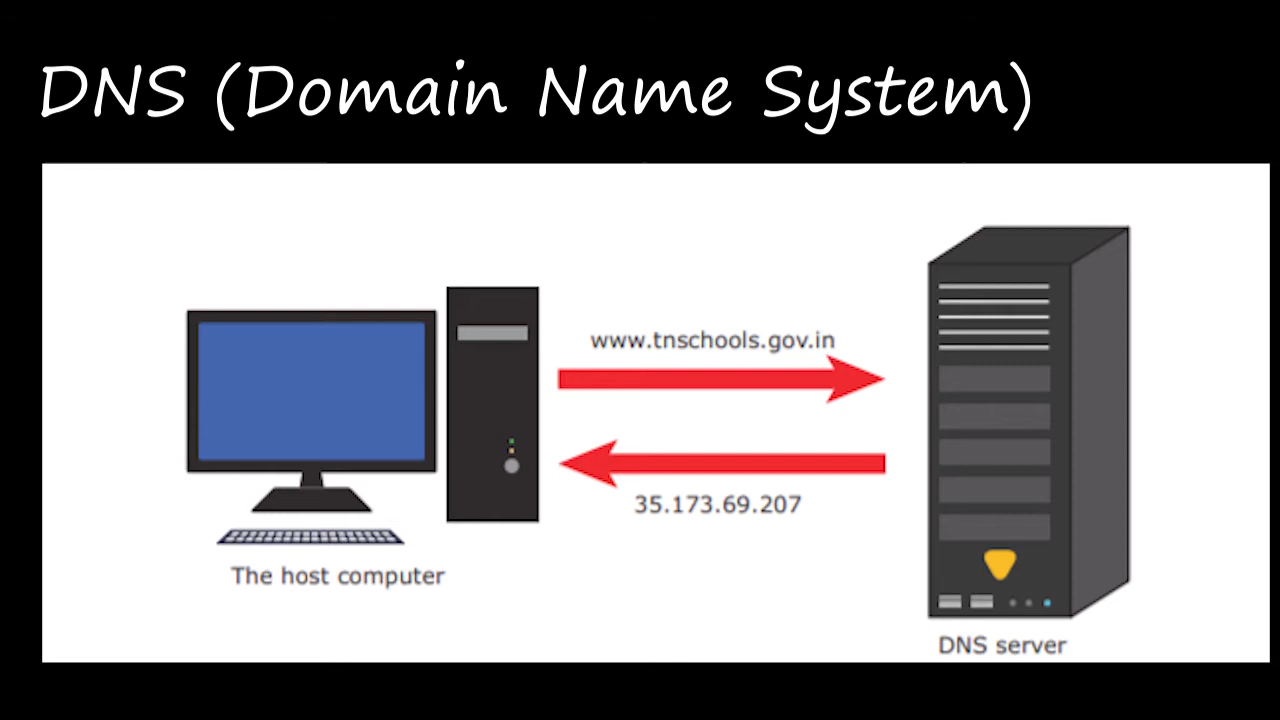 DNS (Domain Name System)
www.tnschools.gov.in
35.173.69.207
The host computer
DNS server